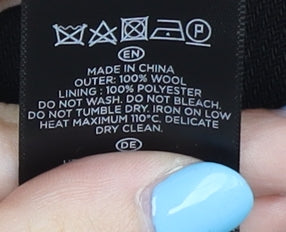 EN
MADE IN CHINA
OUTER: 100% WOOL
LINING : 100% POLYESTER
DO NOT WASH. DO NOT BLEACH.
DO NOT TUMBLE DRY. IRON ON LOW
HEAT MAXIMUM 110°C. DELICATE
DRY CLEAN.
DE